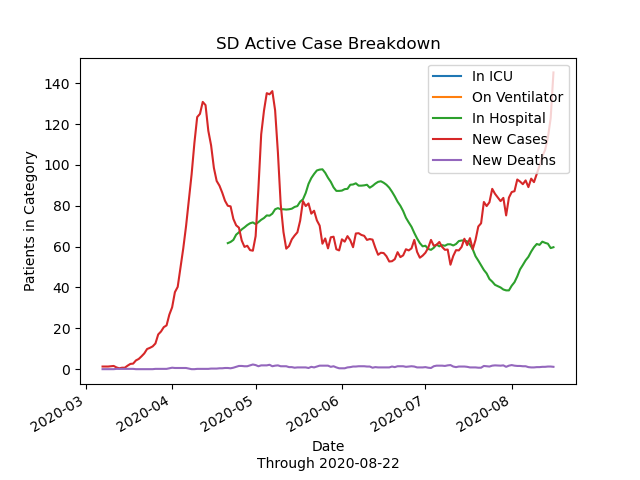 SD Active Case Breakdown
In ICU
On Ventilator
In Hospital
New Cases
New Deaths
Patients in Category
140
120
100
80
60
40
20
0
2020-03
2020-04
2020-05
2020-06
2020-07
2020-08
Date
Through 2020-08-22